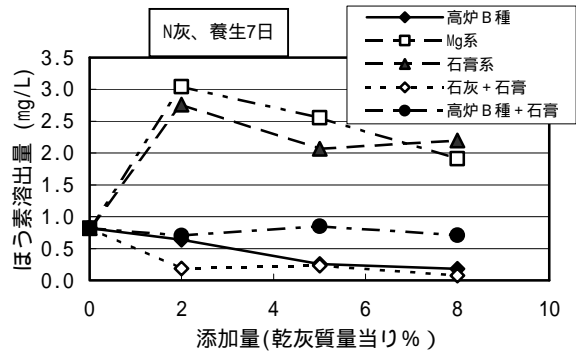 N灰、養生7日
高炉B種
Mg系
石膏系
石灰+石膏
高炉B種+石膏
ほう素溶出量 (mg/L)
3.5
3.0
2.5
2.0
1.5
1.0
0.5
0.0
0 2 4 6 8 10
添加量(乾灰質量当り%)